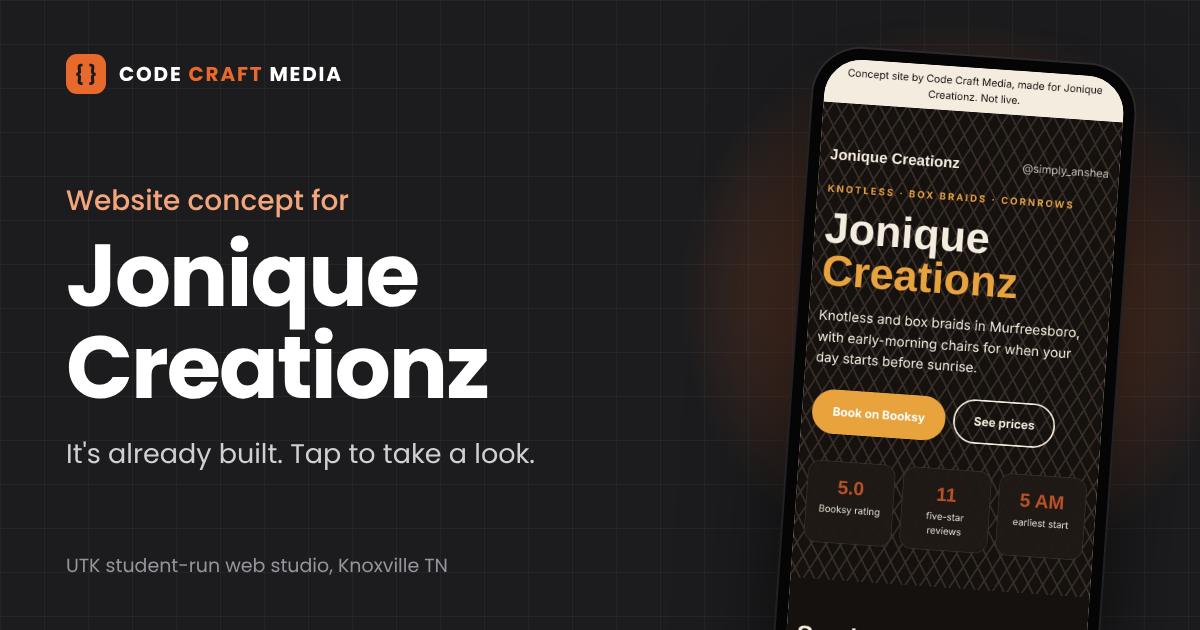 { }
CODE CRAFT MEDIA
Website concept for
Jonique
Creationz
It's already built. Tap to take a look.
UTK student-run web studio, Knoxville TN
Concept site by Code Craft Media, made for Jonique
Creationz. Not live.
Jonique Creationz
@simply_anshea
KNOTLESS · BOX BRAIDS · CORNROWS
Jonique
Creationz
Knotless and box braids in Murfreesboro,
with early-morning chairs for when your
day starts before sunrise.
Book on Booksy
See prices
5.0
Booksy rating
11
five-star
reviews
5 AM
earliest start